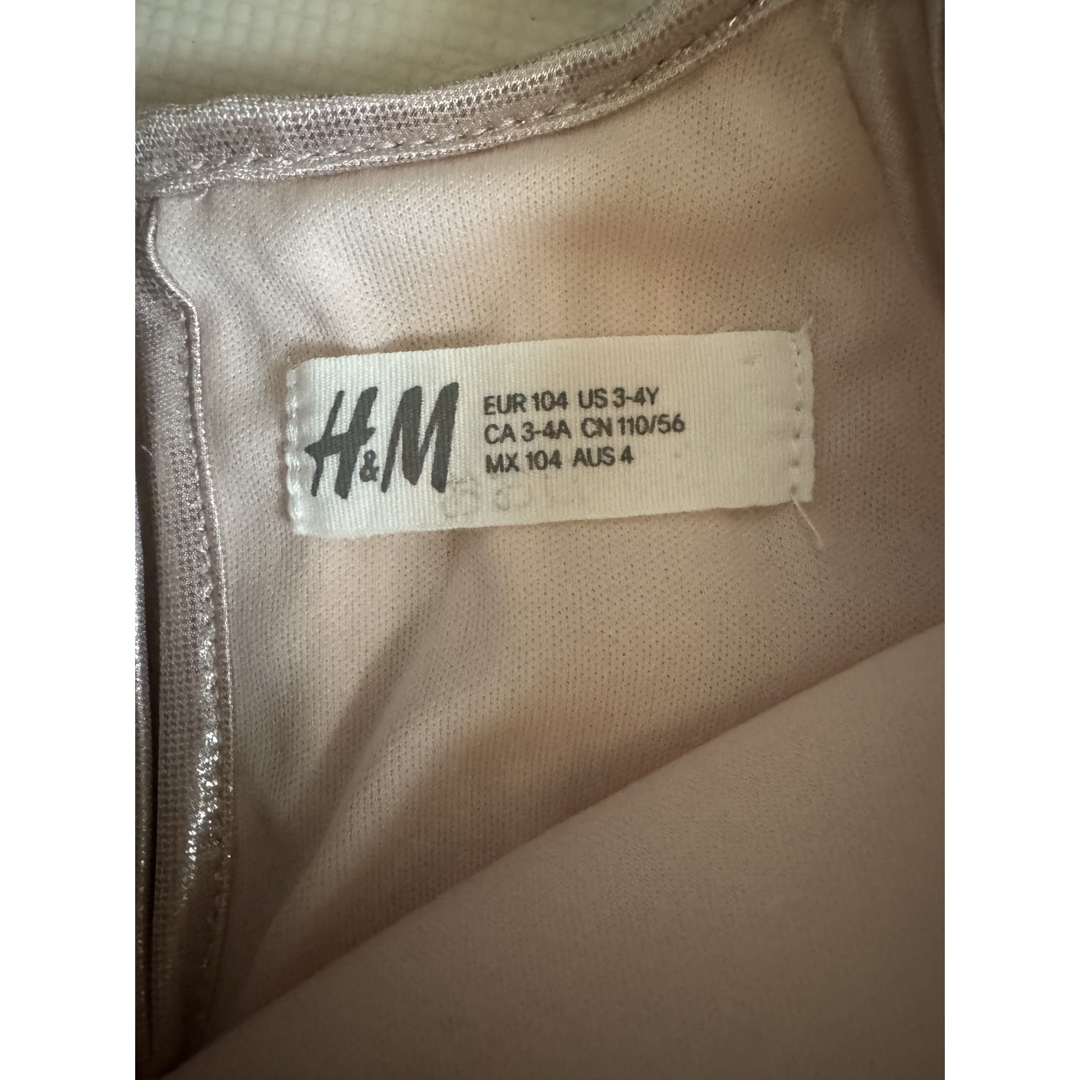 H&M
EUR 104 US 3-4Y
CA 3-4A CN 110/56
MX 104 AUS 4